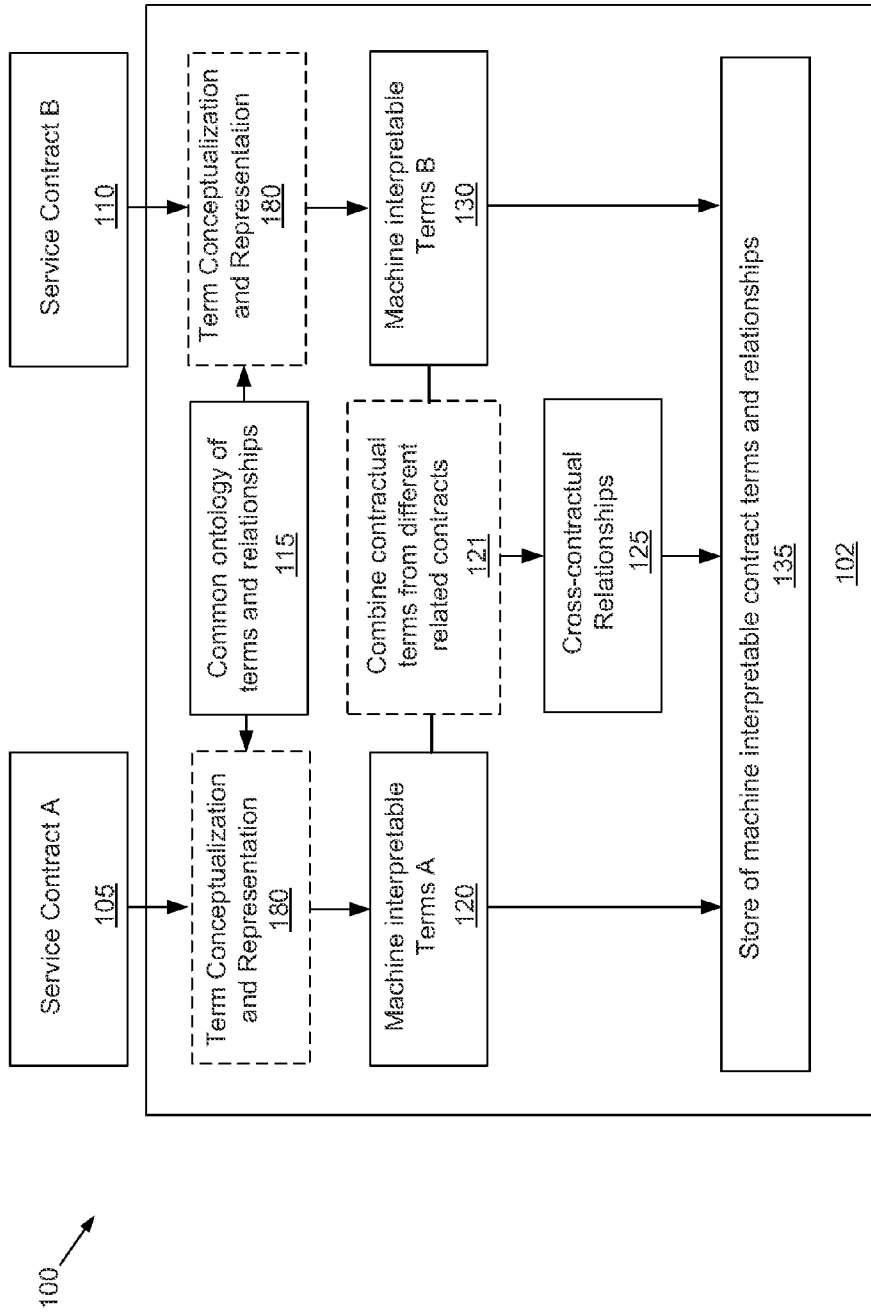 100
Service Contract A
105
Service Contract B
110
Term Conceptualization
and Representation
180
Common ontology of
terms and relationships
115
Term Conceptualization
and Representation
180
Machine interpretable
Terms A
120
Combine contractual
terms from different
related contracts
121
Machine interpretable
Terms B
130
Cross-contractual
Relationships
125
Store of machine interpretable contract terms and relationships
135
102